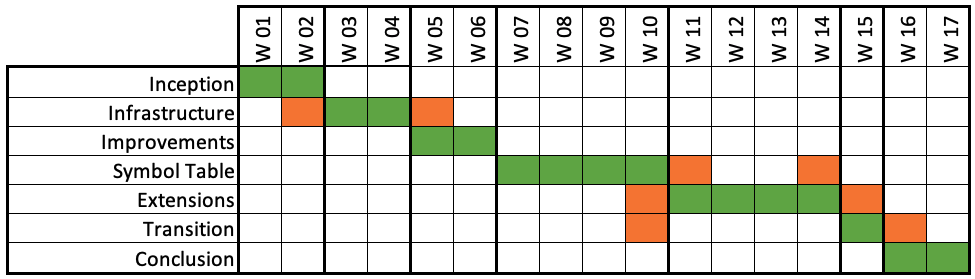 W 01 W 02 W 03 W 04 W 05 W 06 W 07 W 08 W 09 W 10 W 11 W 12 W 13 W 14 W 15 W 16 W 17
Inception
Infrastructure
Improvements
Symbol Table
Extensions
Transition
Conclusion